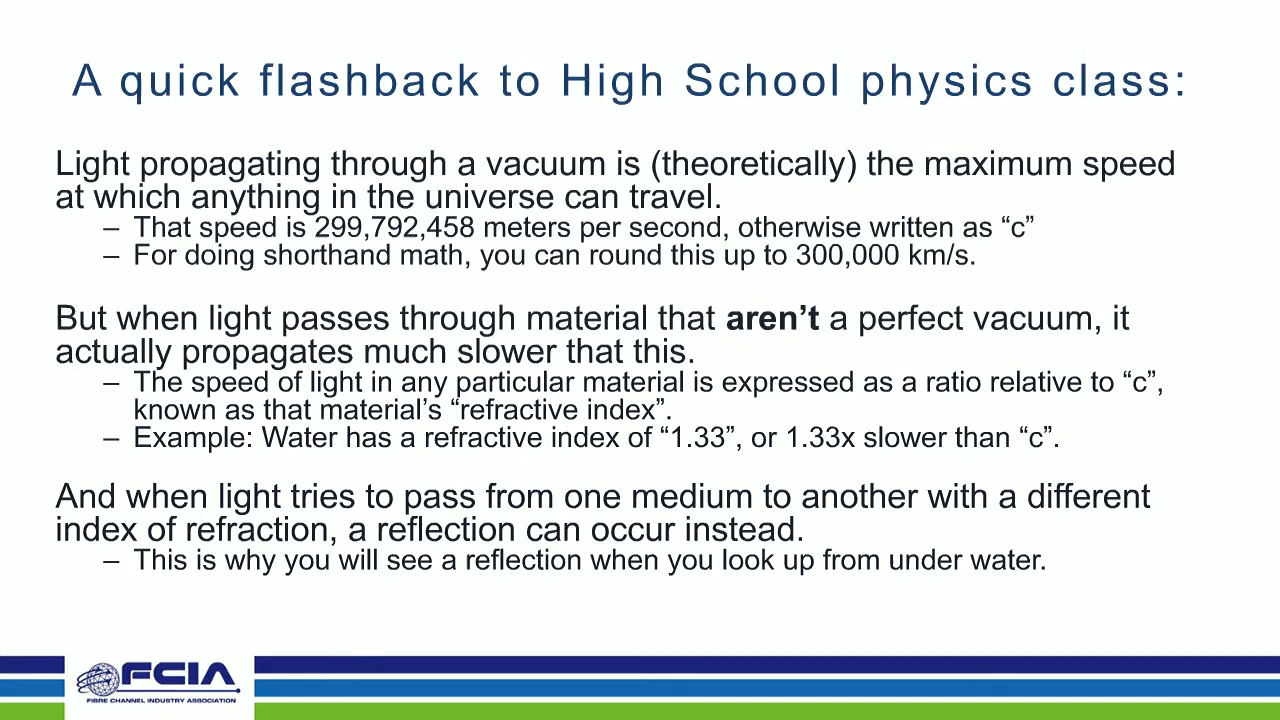 A quick flashback to High School physics class:
Light propagating through a vacuum is (theoretically) the maximum speed
at which anything in the universe can travel.
– That speed is 299,792,458 meters per second, otherwise written as “c”
– For doing shorthand math, you can round this up to 300,000 km/s.
But when light passes through material that aren’t a perfect vacuum, it
actually propagates much slower that this.
– The speed of light in any particular material is expressed as a ratio relative to “c”,
known as that material’s “refractive index”.
– Example: Water has a refractive index of “1.33”, or 1.33x slower than “c”.
And when light tries to pass from one medium to another with a different
index of refraction, a reflection can occur instead.
– This is why you will see a reflection when you look up from under water.
FCIA
FIBRE CHANNEL INDUSTRY ASSOCIATION